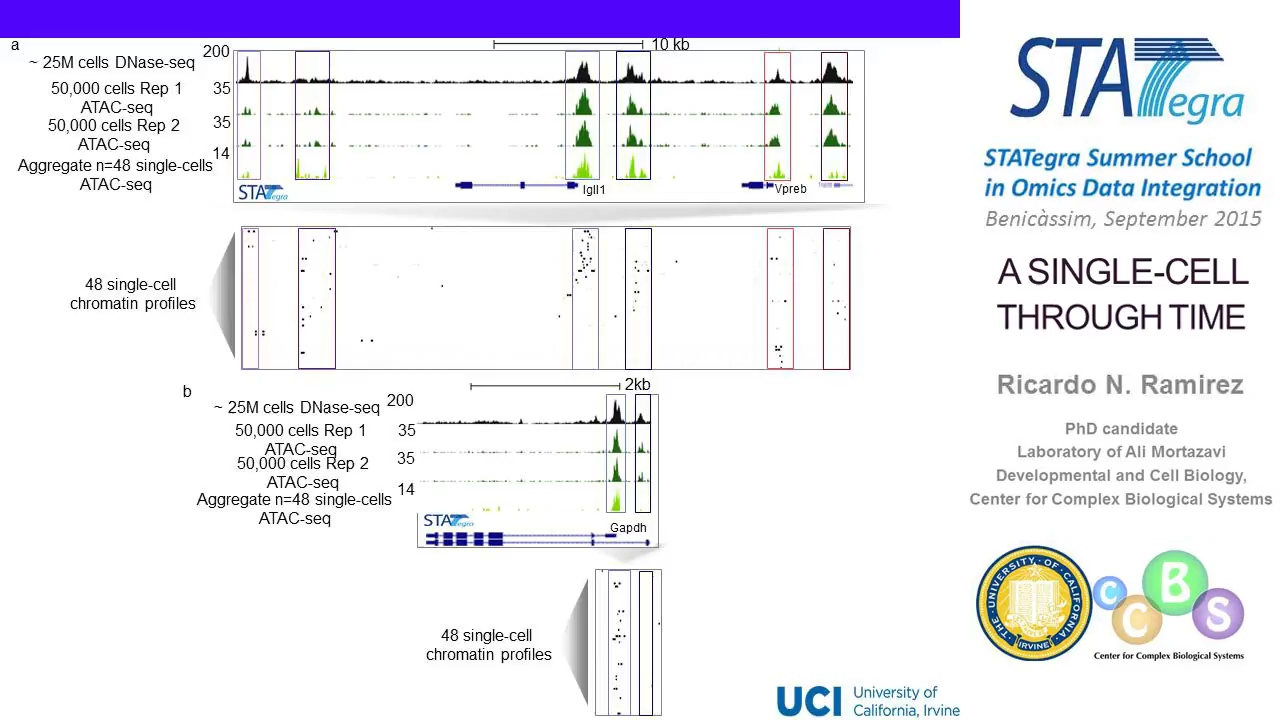 a
10 kb
~ 25M cells DNase-seq
200
50,000 cells Rep 1
ATAC-seq
35
50,000 cells Rep 2
ATAC-seq
35
Aggregate n=48 single-cells
ATAC-seq
14
STATegra
Igll1
Vpreb
48 single-cell
chromatin profiles
b
2kb
~ 25M cells DNase-seq
200
50,000 cells Rep 1
ATAC-seq
35
50,000 cells Rep 2
ATAC-seq
35
Aggregate n=48 single-cells
ATAC-seq
14
STATegra
Gapdh
48 single-cell
chromatin profiles
UCI University of
California, Irvine
STATegra
STATegra Summer School
in Omics Data Integration
Benicàssim, September 2015
A SINGLE-CELL
THROUGH TIME
Ricardo N. Ramirez
PhD candidate
Laboratory of Ali Mortazavi
Developmental and Cell Biology,
Center for Complex Biological Systems
THE · UNIVERSITY · OF · CALIFORNIA ·
IRVINE
C C B S
Center for Complex Biological Systems